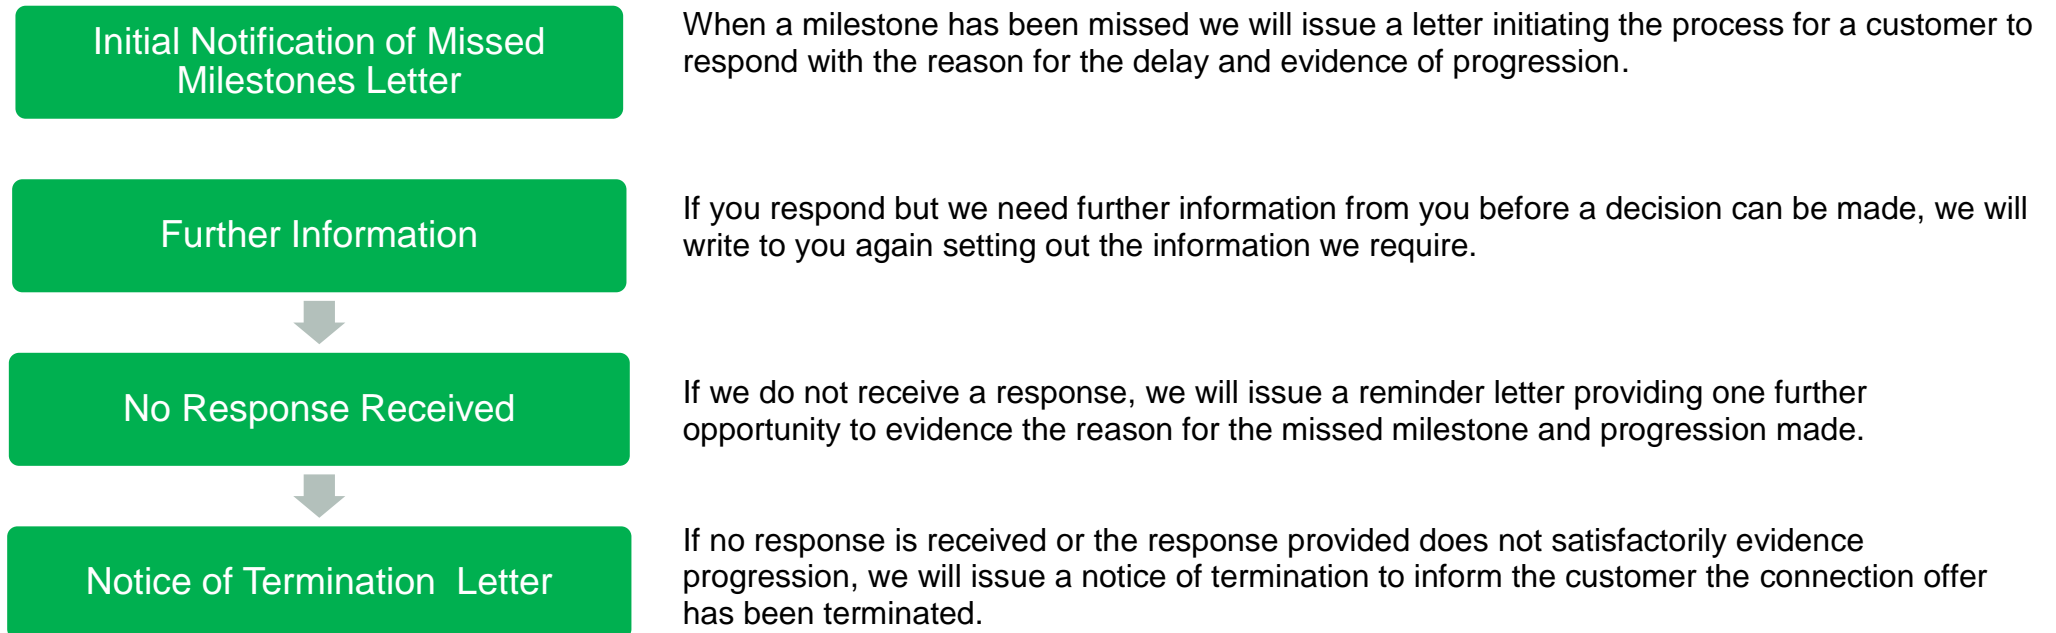 Initial Notification of Missed
Milestones Letter
When a milestone has been missed we will issue a letter initiating the process for a customer to
respond with the reason for the delay and evidence of progression.
Further Information
If you respond but we need further information from you before a decision can be made, we will
write to you again setting out the information we require.
No Response Received
If we do not receive a response, we will issue a reminder letter providing one further
opportunity to evidence the reason for the missed milestone and progression made.
Notice of Termination  Letter
If no response is received or the response provided does not satisfactorily evidence
progression, we will issue a notice of termination to inform the customer the connection offer
has been terminated.